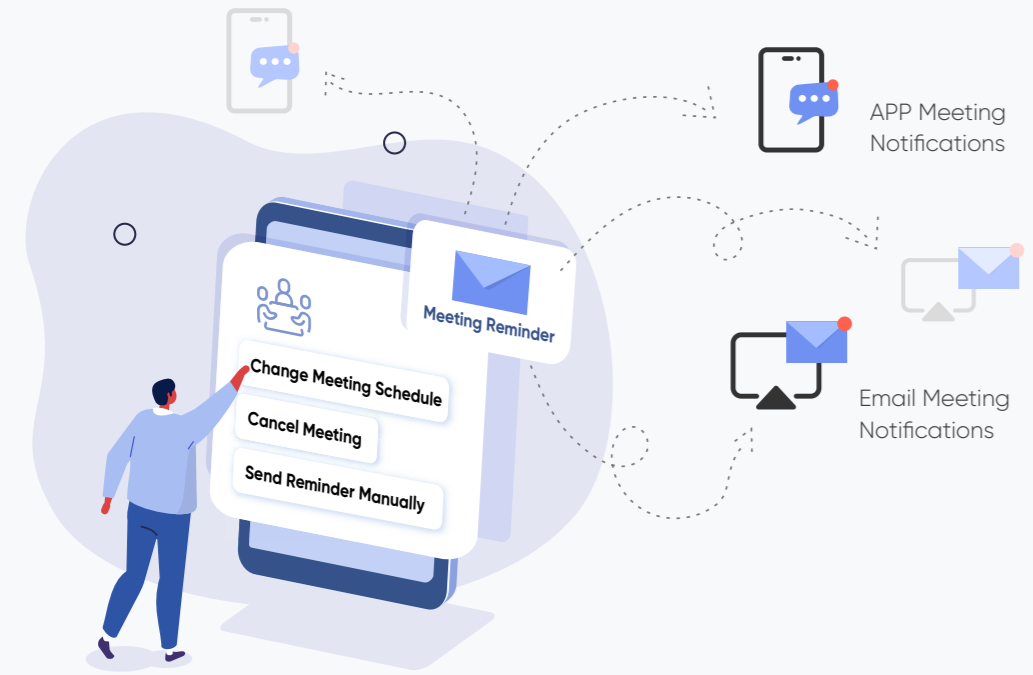 APP Meeting
Notifications
Meeting Reminder
Change Meeting Schedule
Cancel Meeting
Send Reminder Manually
Email Meeting
Notifications